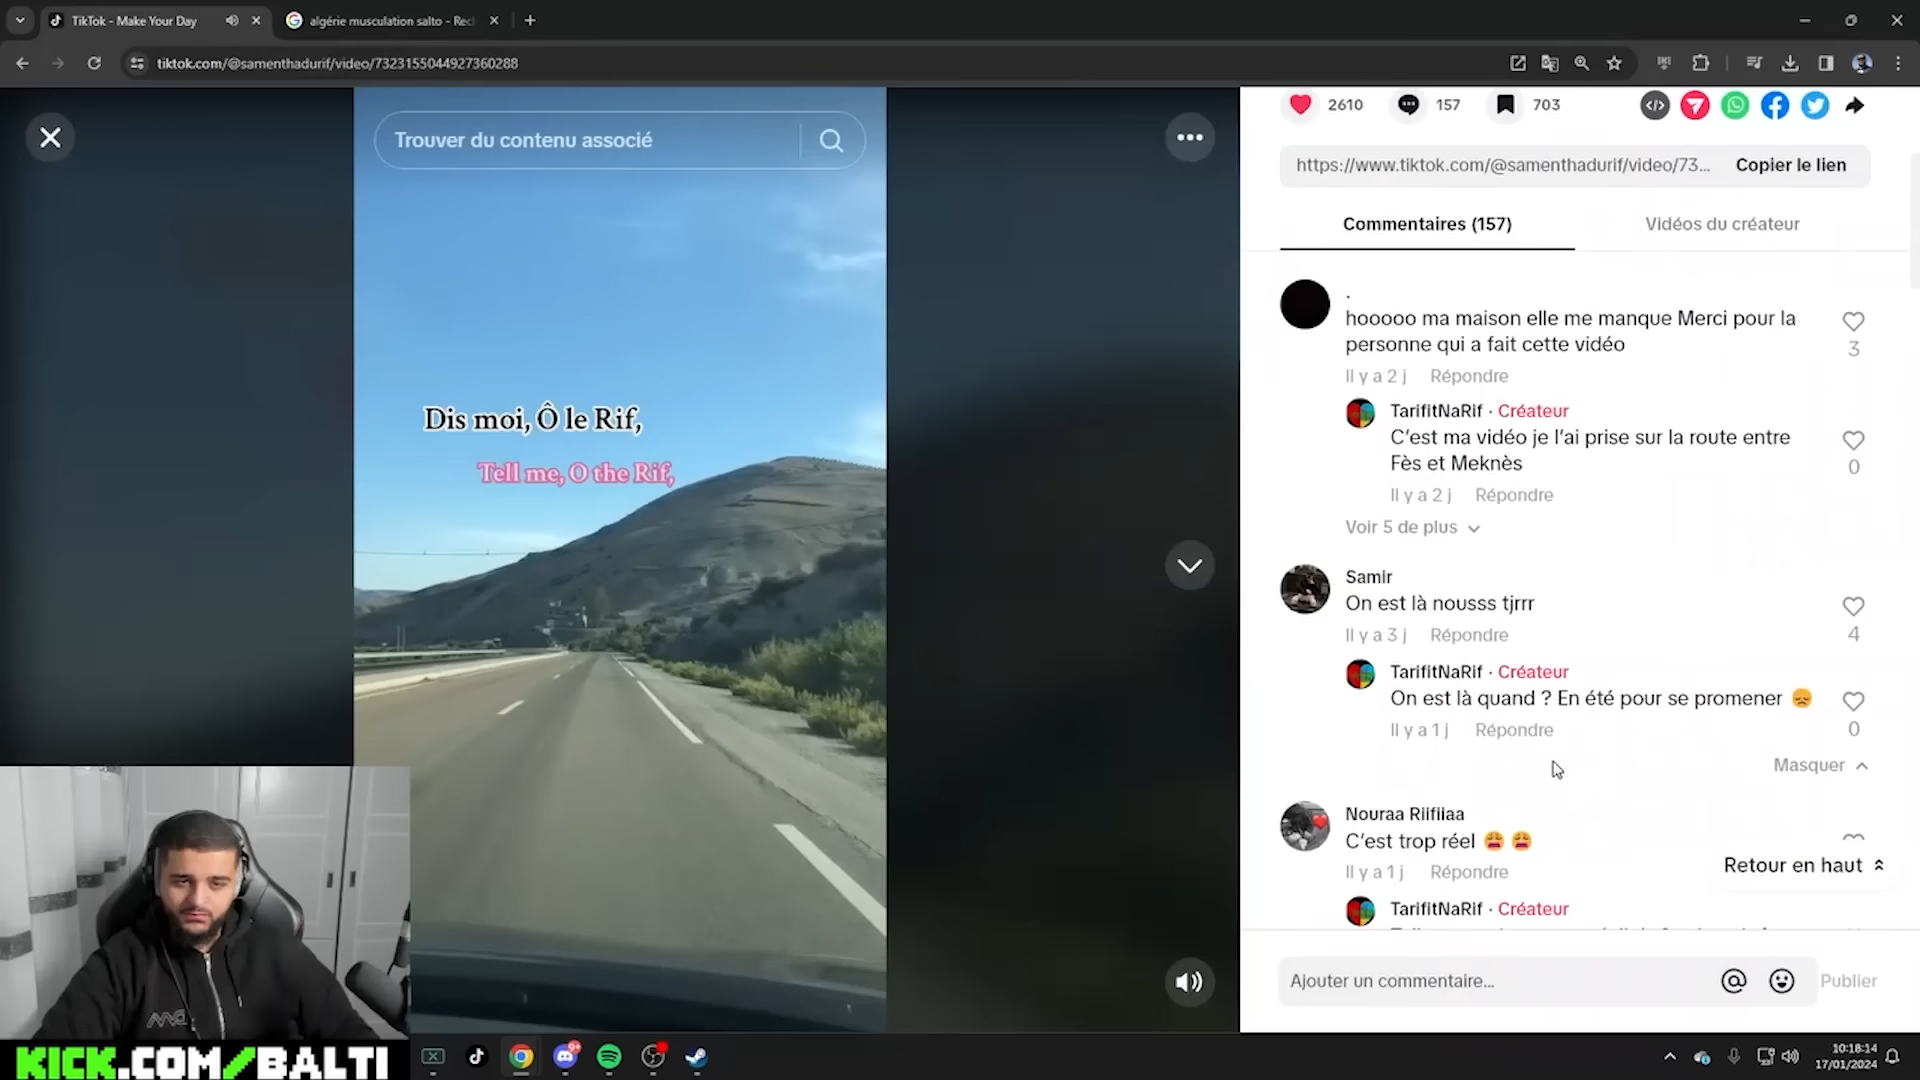 TikTok - Make Your Day
algérie musculation salto - Rec
tiktok.com/@samenthadurif/video/7323155044927360288
Trouver du contenu associé
Dis moi, Ô le Rif,
Tell me, O the Rif,
2610
157
703
https://www.tiktok.com/@samenthadurif/video/73...
Copier le lien
Commentaires (157)
Vidéos du créateur
.
hooooo ma maison elle me manque Merci pour la
personne qui a fait cette vidéo
3
Il y a 2 j Répondre
TarifitNaRif · Créateur
C'est ma vidéo je l'ai prise sur la route entre
Fès et Meknès
0
Il y a 2 j Répondre
Voir 5 de plus
Samir
On est là nousss tjrrr
4
Il y a 3 j Répondre
TarifitNaRif · Créateur
On est là quand ? En été pour se promener 😞
0
Il y a 1 j Répondre
Masquer
Nouraa Riifiiaa
C'est trop réel 😩 😩
Il y a 1 j Répondre
Retour en haut
TarifitNaRif · Créateur
Ajouter un commentaire...
Publier
KICK.COM/BALTI
10:18:14
17/01/2024